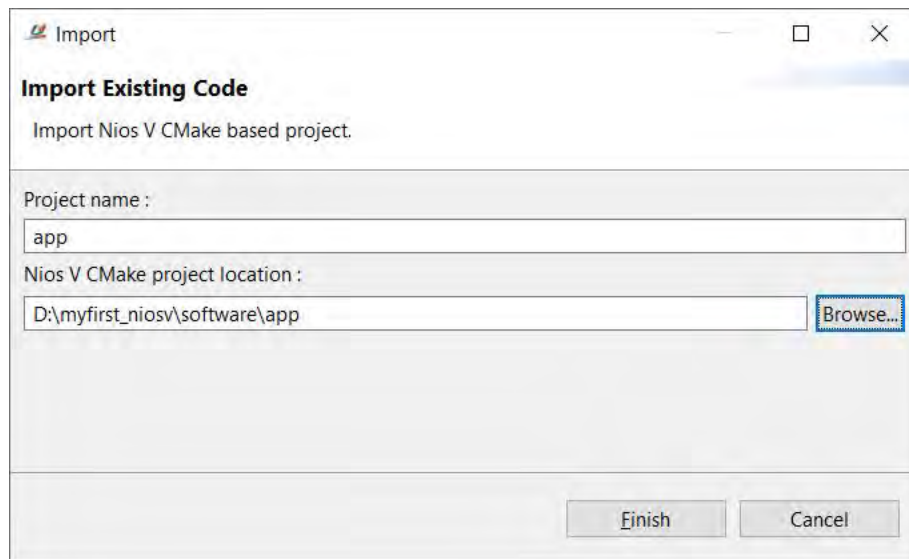 Import
Import Existing Code
Import Nios V CMake based project.
Project name :
app
Nios V CMake project location :
D:\myfirst_niosv\software\app
Browse...
Finish
Cancel